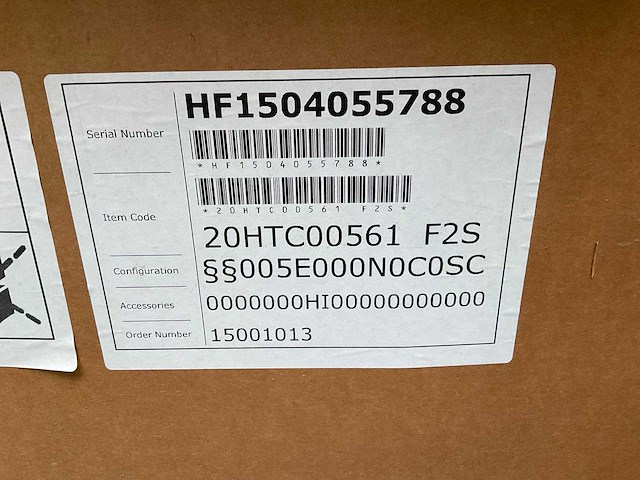 Serial Number
HF1504055788
*HF1504055788*
*20HTC00561 F2S*
Item Code
20HTC00561 F2S
Configuration
§§005E000N0C0SC
Accessories
0000000HI00000000000
Order Number
15001013